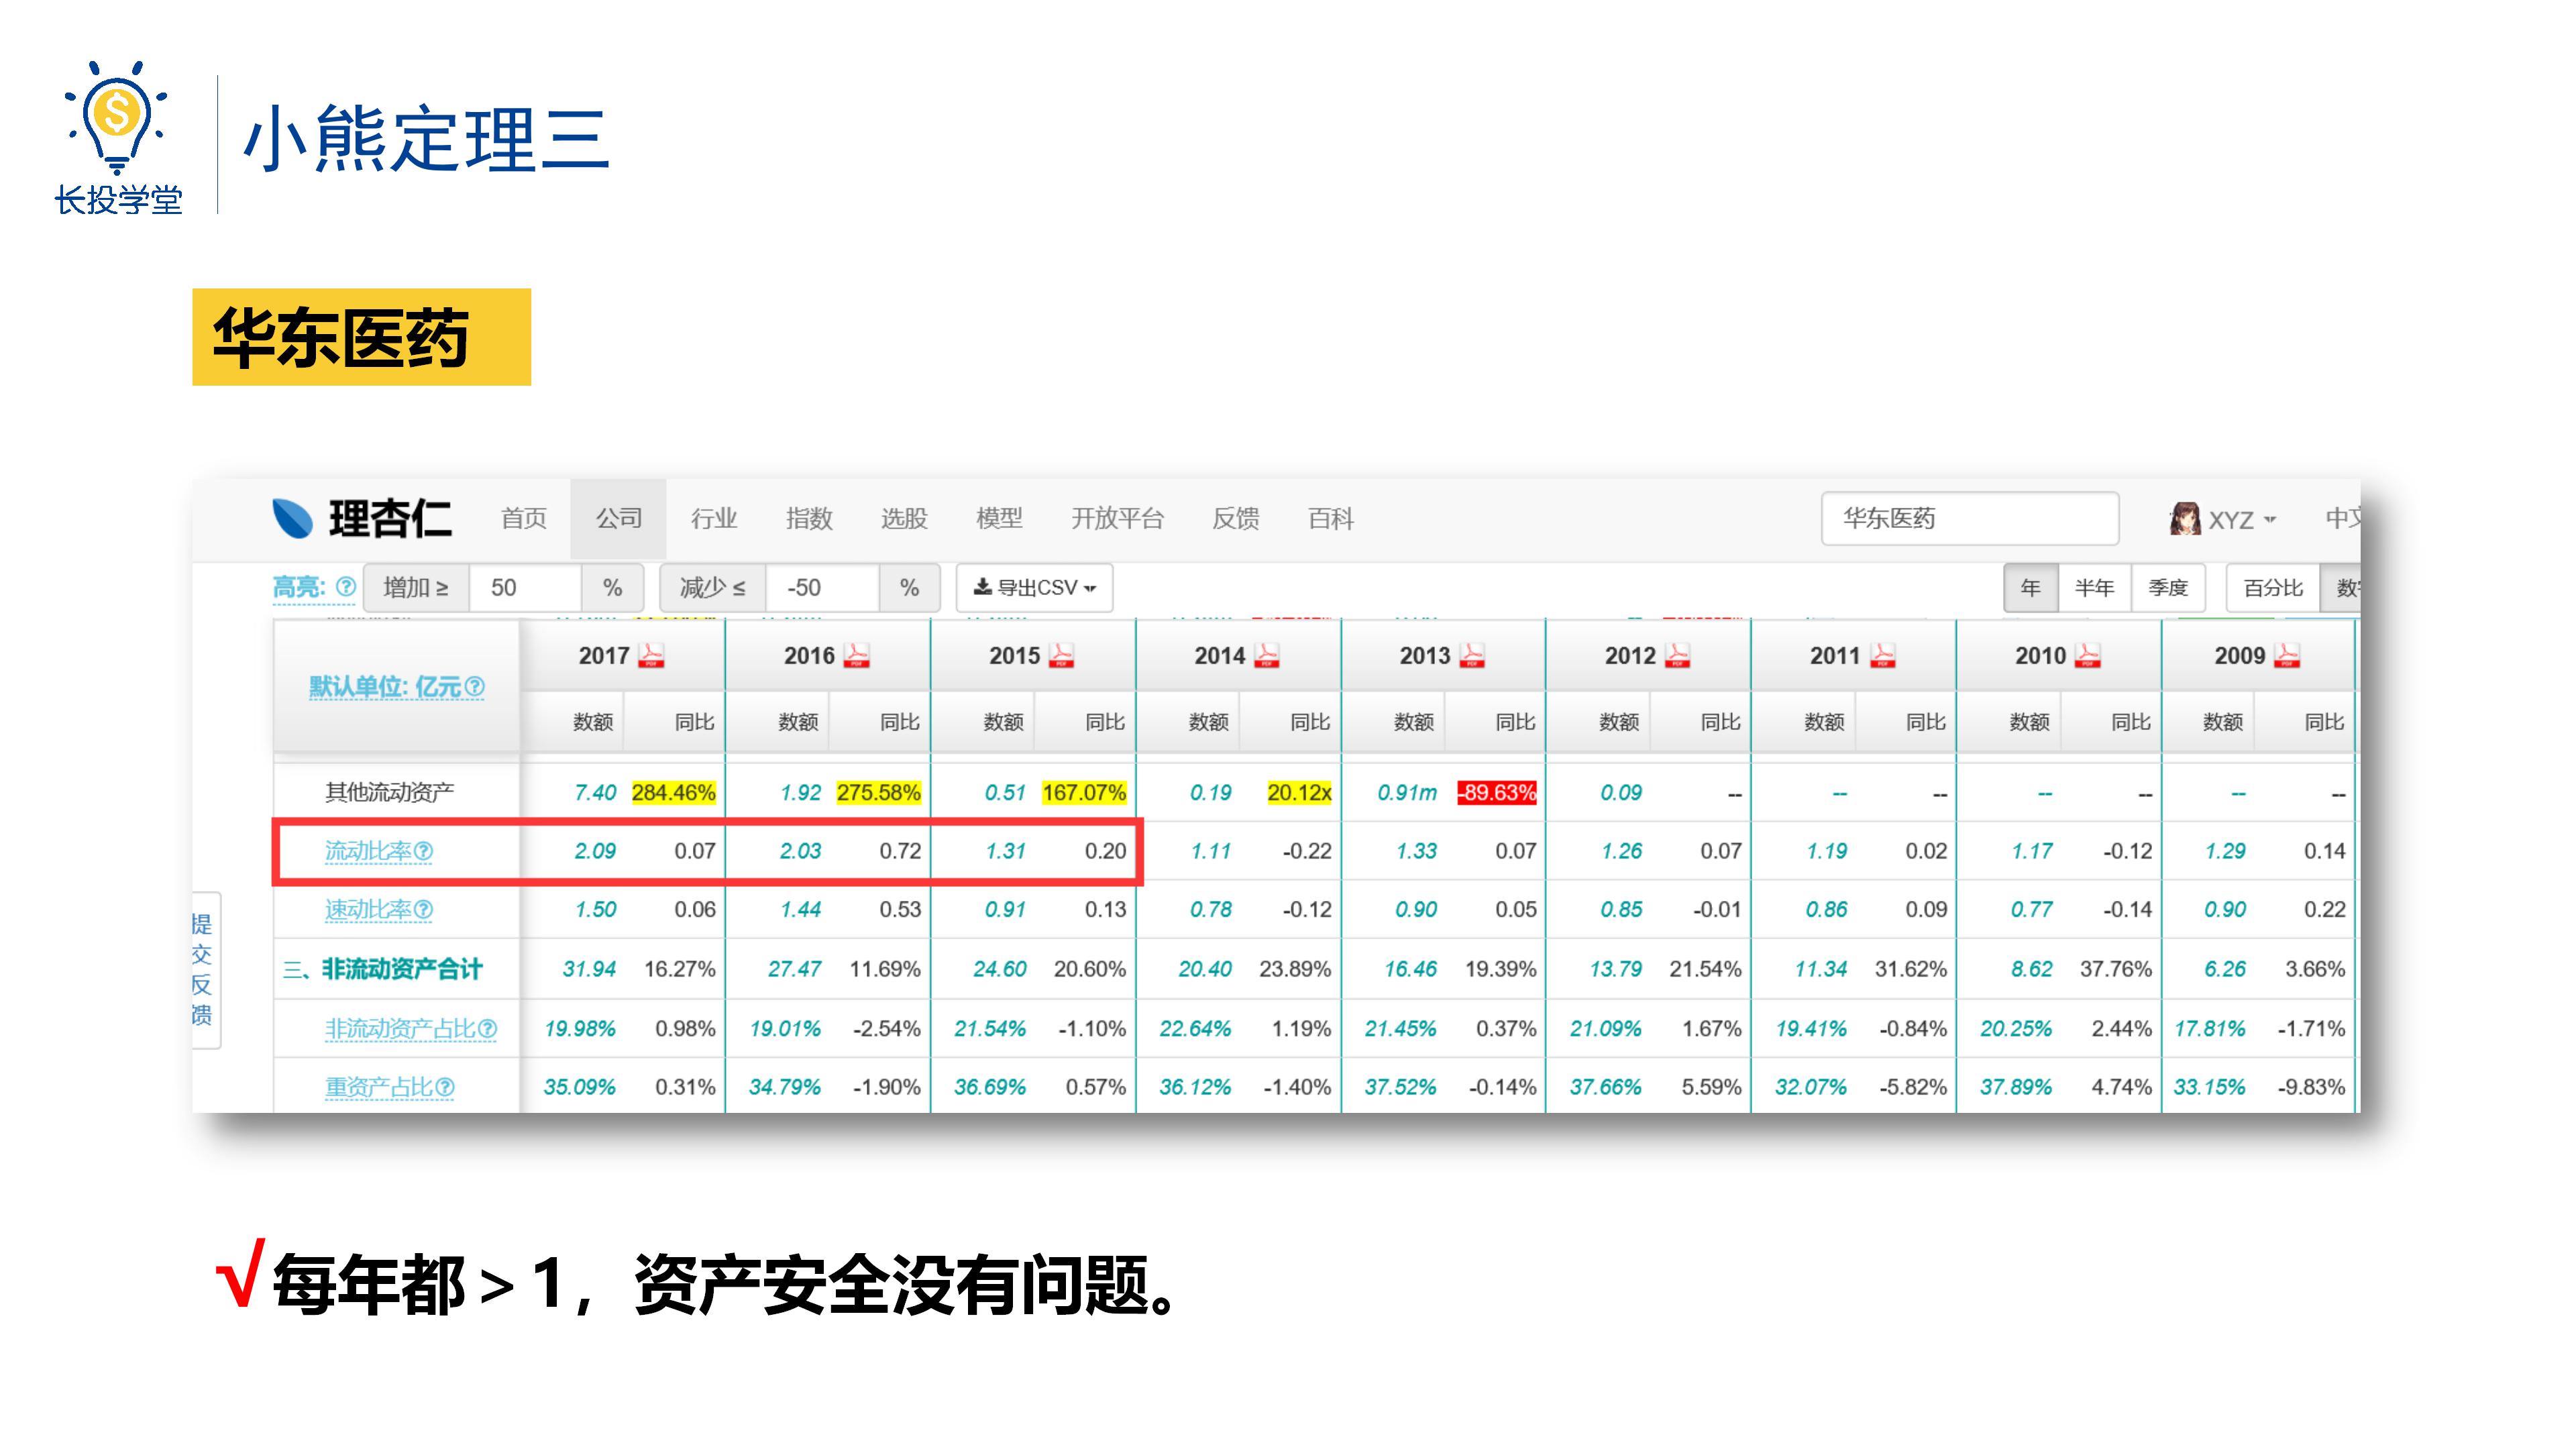 长投学堂
小熊定理三
华东医药
理杏仁 首页 公司 行业 指数 选股 模型 开放平台 反馈 百科 华东医药 XYZ 中文
高亮: 增加 ≥ 50 % 减少 ≤ -50 % 导出CSV 年 半年 季度 百分比
默认单位: 亿元 2017 2016 2015 2014 2013 2012 2011 2010 2009
数额 同比 数额 同比 数额 同比 数额 同比 数额 同比 数额 同比 数额 同比 数额 同比 数额 同比
其他流动资产 7.40 284.46% 1.92 275.58% 0.51 167.07% 0.19 20.12x 0.91m -89.63% 0.09 -- -- -- -- -- -- --
流动比率 2.09 0.07 2.03 0.72 1.31 0.20 1.11 -0.22 1.33 0.07 1.26 0.07 1.19 0.02 1.17 -0.12 1.29 0.14
速动比率 1.50 0.06 1.44 0.53 0.91 0.13 0.78 -0.12 0.90 0.05 0.85 -0.01 0.86 0.09 0.77 -0.14 0.90 0.22
三、非流动资产合计 31.94 16.27% 27.47 11.69% 24.60 20.60% 20.40 23.89% 16.46 19.39% 13.79 21.54% 11.34 31.62% 8.62 37.76% 6.26 3.66%
非流动资产占比 19.98% 0.98% 19.01% -2.54% 21.54% -1.10% 22.64% 1.19% 21.45% 0.37% 21.09% 1.67% 19.41% -0.84% 20.25% 2.44% 17.81% -1.71%
重资产占比 35.09% 0.31% 34.79% -1.90% 36.69% 0.57% 36.12% -1.40% 37.52% -0.14% 37.66% 5.59% 32.07% -5.82% 37.89% 4.74% 33.15% -9.83%
提交反馈
√每年都＞1，资产安全没有问题。